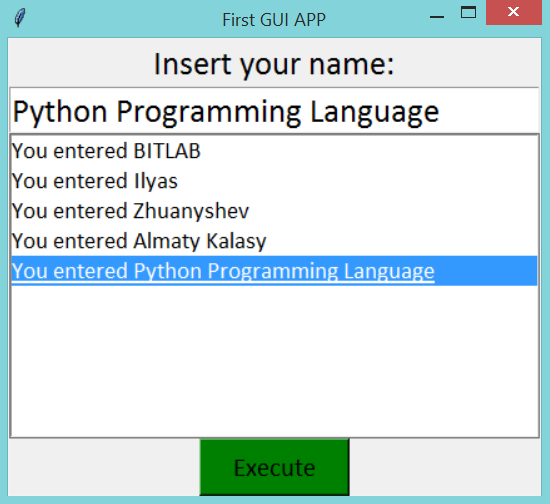 First GUI APP
Insert your name:
Python Programming Language
You entered BITLAB
You entered Ilyas
You entered Zhuanyshev
You entered Almaty Kalasy
You entered Python Programming Language
Execute